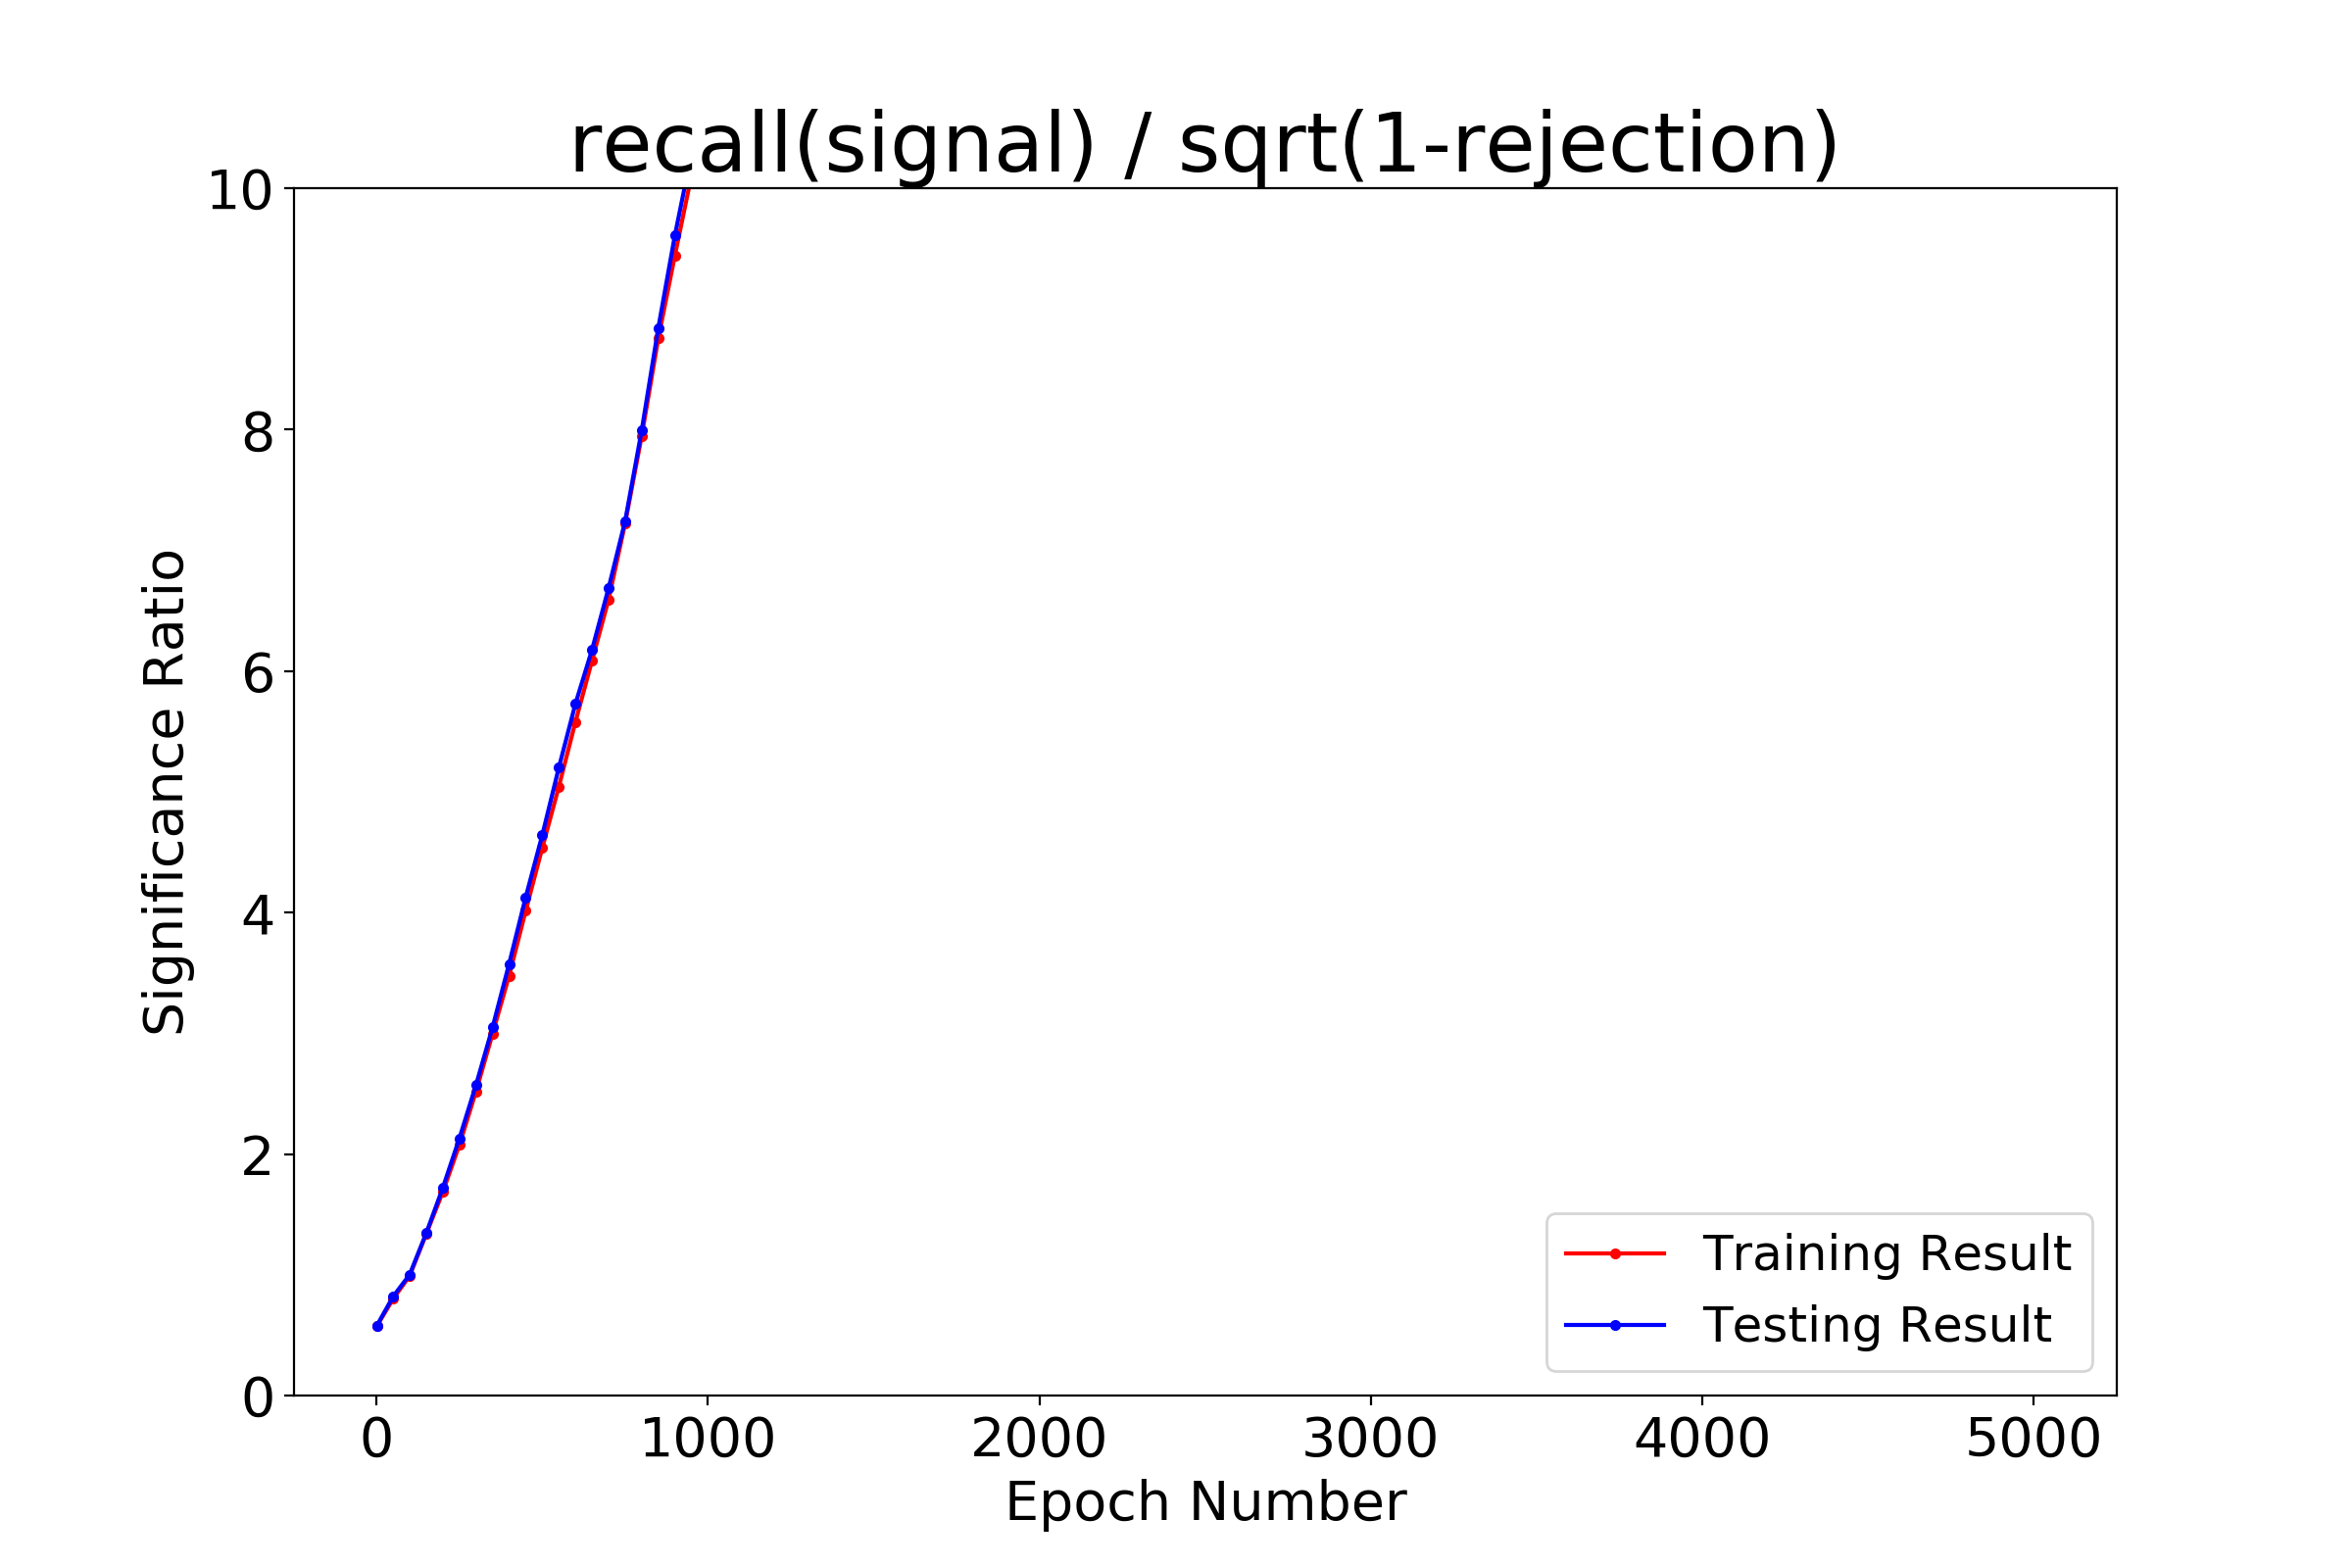 recall(signal) / sqrt(1-rejection)
10
8
6
4
2
0
Significance Ratio
0 1000 2000 3000 4000 5000
Epoch Number
Training Result
Testing Result